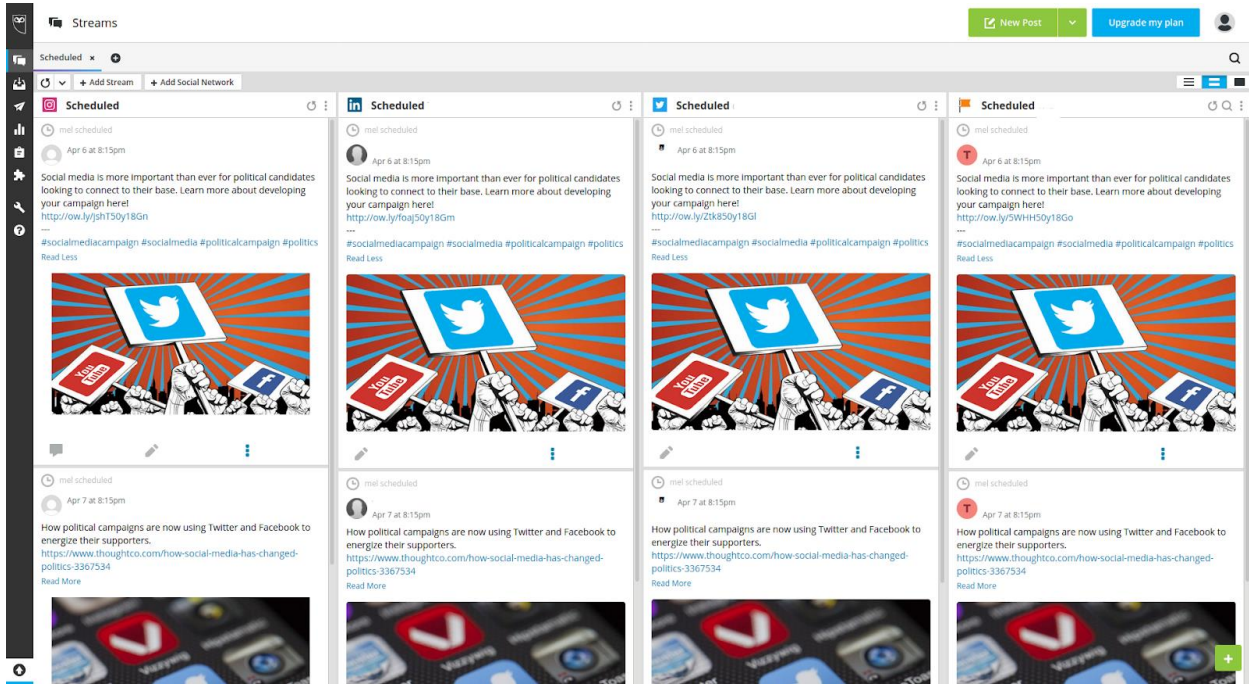 Streams
New Post
Upgrade my plan
Scheduled
+ Add Stream
+ Add Social Network
Scheduled
mel scheduled
Apr 6 at 8:15pm
Social media is more important than ever for political candidates
looking to connect to their base. Learn more about developing
your campaign here!
http://ow.ly/jshT50y18Gn
---
#socialmediacampaign #socialmedia #politicalcampaign #politics
Read Less
You
Tube
mel scheduled
Apr 7 at 8:15pm
How political campaigns are now using Twitter and Facebook to
energize their supporters.
https://www.thoughtco.com/how-social-media-has-changed-
politics-3367534
Read More
Vizzywig
in Scheduled
mel scheduled
Apr 6 at 8:15pm
Social media is more important than ever for political candidates
looking to connect to their base. Learn more about developing
your campaign here!
http://ow.ly/foaj50y18Gm
---
#socialmediacampaign #socialmedia #politicalcampaign #politics
Read Less
You
Tube
mel scheduled
Apr 7 at 8:15pm
How political campaigns are now using Twitter and Facebook to
energize their supporters.
https://www.thoughtco.com/how-social-media-has-changed-
politics-3367534
Read More
Vizzywig
Scheduled
mel scheduled
Apr 6 at 8:15pm
Social media is more important than ever for political candidates
looking to connect to their base. Learn more about developing
your campaign here!
http://ow.ly/Ztk850y18Gl
---
#socialmediacampaign #socialmedia #politicalcampaign #politics
Read Less
You
Tube
mel scheduled
Apr 7 at 8:15pm
How political campaigns are now using Twitter and Facebook to
energize their supporters.
https://www.thoughtco.com/how-social-media-has-changed-
politics-3367534
Read More
Vizzywig
Scheduled
mel scheduled
T
Apr 6 at 8:15pm
Social media is more important than ever for political candidates
looking to connect to their base. Learn more about developing
your campaign here!
http://ow.ly/5WHH50y18Go
---
#socialmediacampaign #socialmedia #politicalcampaign #politics
Read Less
You
Tube
mel scheduled
T
Apr 7 at 8:15pm
How political campaigns are now using Twitter and Facebook to
energize their supporters.
https://www.thoughtco.com/how-social-media-has-changed-
politics-3367534
Read More
Vizzywig